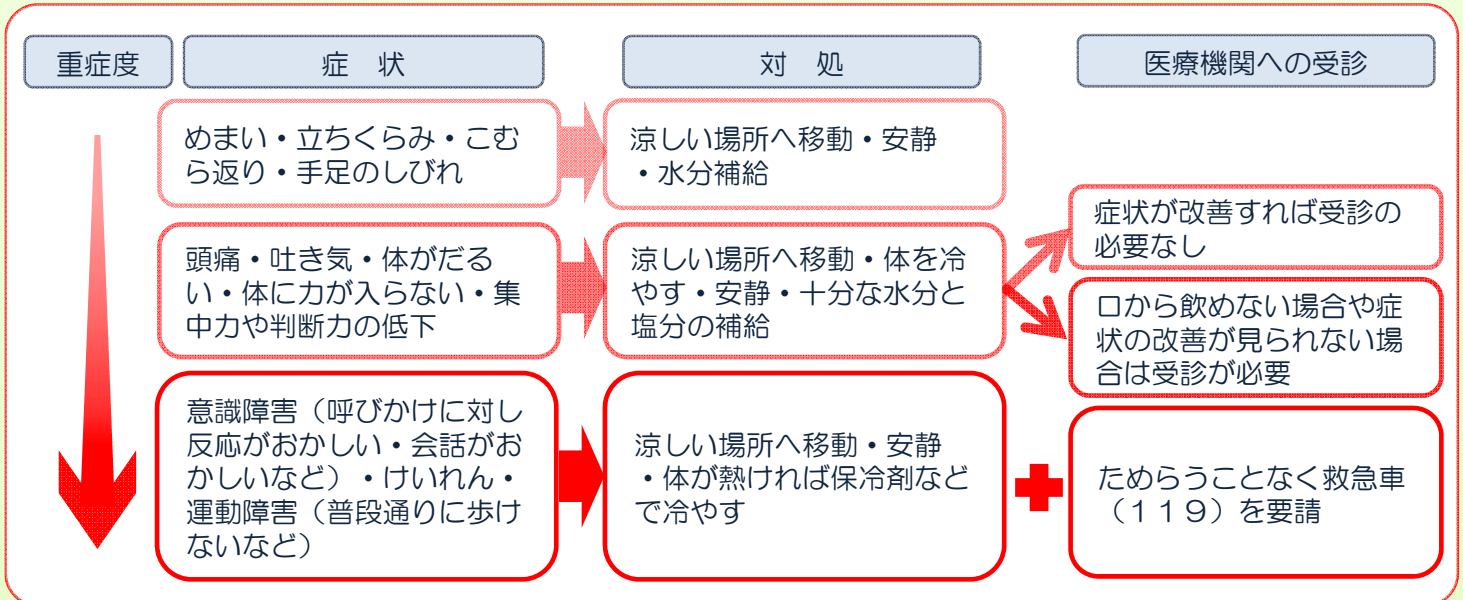 重症度
症　状
対　処
医療機関への受診
めまい・立ちくらみ・こむ
ら返り・手足のしびれ
涼しい場所へ移動・安静
・水分補給
頭痛・吐き気・体がだる
い・体に力が入らない・集
中力や判断力の低下
涼しい場所へ移動・体を冷
やす・安静・十分な水分と
塩分の補給
症状が改善すれば受診の
必要なし
口から飲めない場合や症
状の改善が見られない場
合は受診が必要
意識障害（呼びかけに対し
反応がおかしい・会話がお
かしいなど）・けいれん・
運動障害（普段通りに歩け
ないなど）
涼しい場所へ移動・安静
・体が熱ければ保冷剤など
で冷やす
ためらうことなく救急車
（１１９）を要請